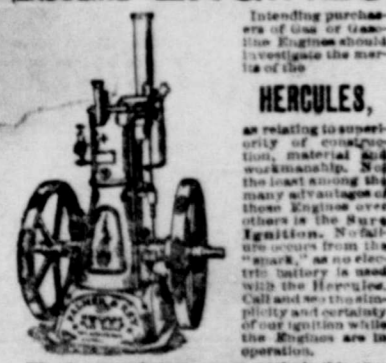 Intending purchas-
ers of Gas or Gaso-
line Engines should
investigate the mer-
its of the
HERCULES,
as relating to superi-
ority of construc-
tion, material and
workmanship. Not
the least among the
many advantages of
these Engines over
others is the Sure
Ignition. No fail-
ure occurs from the
"spark," as no elec-
tric battery is used
with the Hercules.
Call and see the sim-
plicity and certainty
of our ignition while
the Engines are in
operation.
PALMER & REY